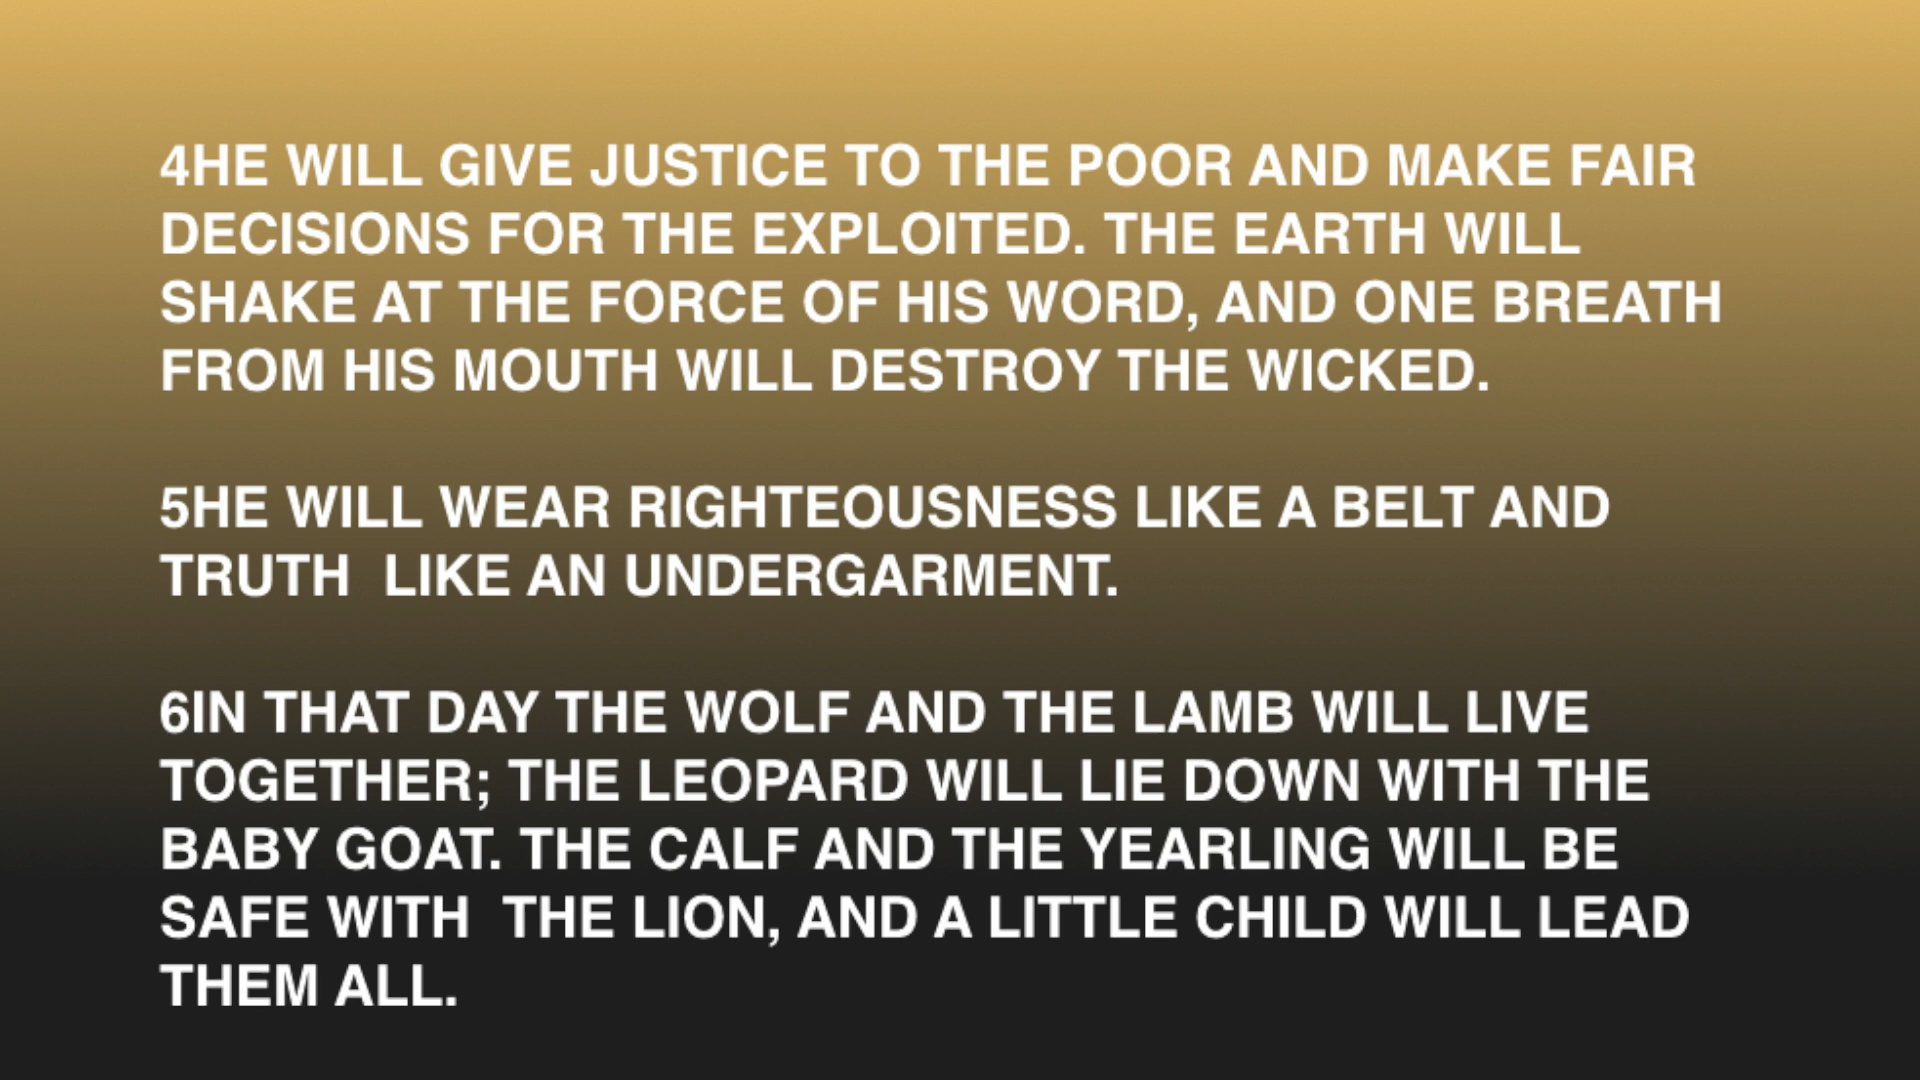 4HE WILL GIVE JUSTICE TO THE POOR AND MAKE FAIR
DECISIONS FOR THE EXPLOITED. THE EARTH WILL
SHAKE AT THE FORCE OF HIS WORD, AND ONE BREATH
FROM HIS MOUTH WILL DESTROY THE WICKED.
5HE WILL WEAR RIGHTEOUSNESS LIKE A BELT AND
TRUTH  LIKE AN UNDERGARMENT.
6IN THAT DAY THE WOLF AND THE LAMB WILL LIVE
TOGETHER; THE LEOPARD WILL LIE DOWN WITH THE
BABY GOAT. THE CALF AND THE YEARLING WILL BE
SAFE WITH  THE LION, AND A LITTLE CHILD WILL LEAD
THEM ALL.